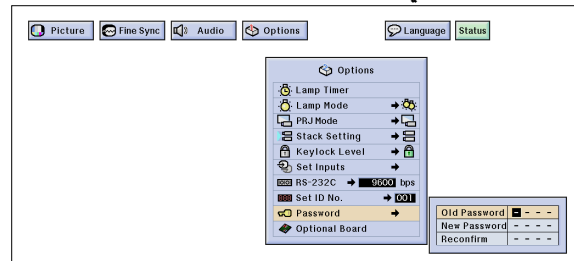 Picture Fine Sync Audio Options Language Status
Options
Lamp Timer
Lamp Mode
PRJ Mode
Stack Setting
Keylock Level
Set Inputs
RS-232C 9600 bps
Set ID No. 001
Password
Optional Board
Old Password - - - -
New Password - - - -
Reconfirm - - - -